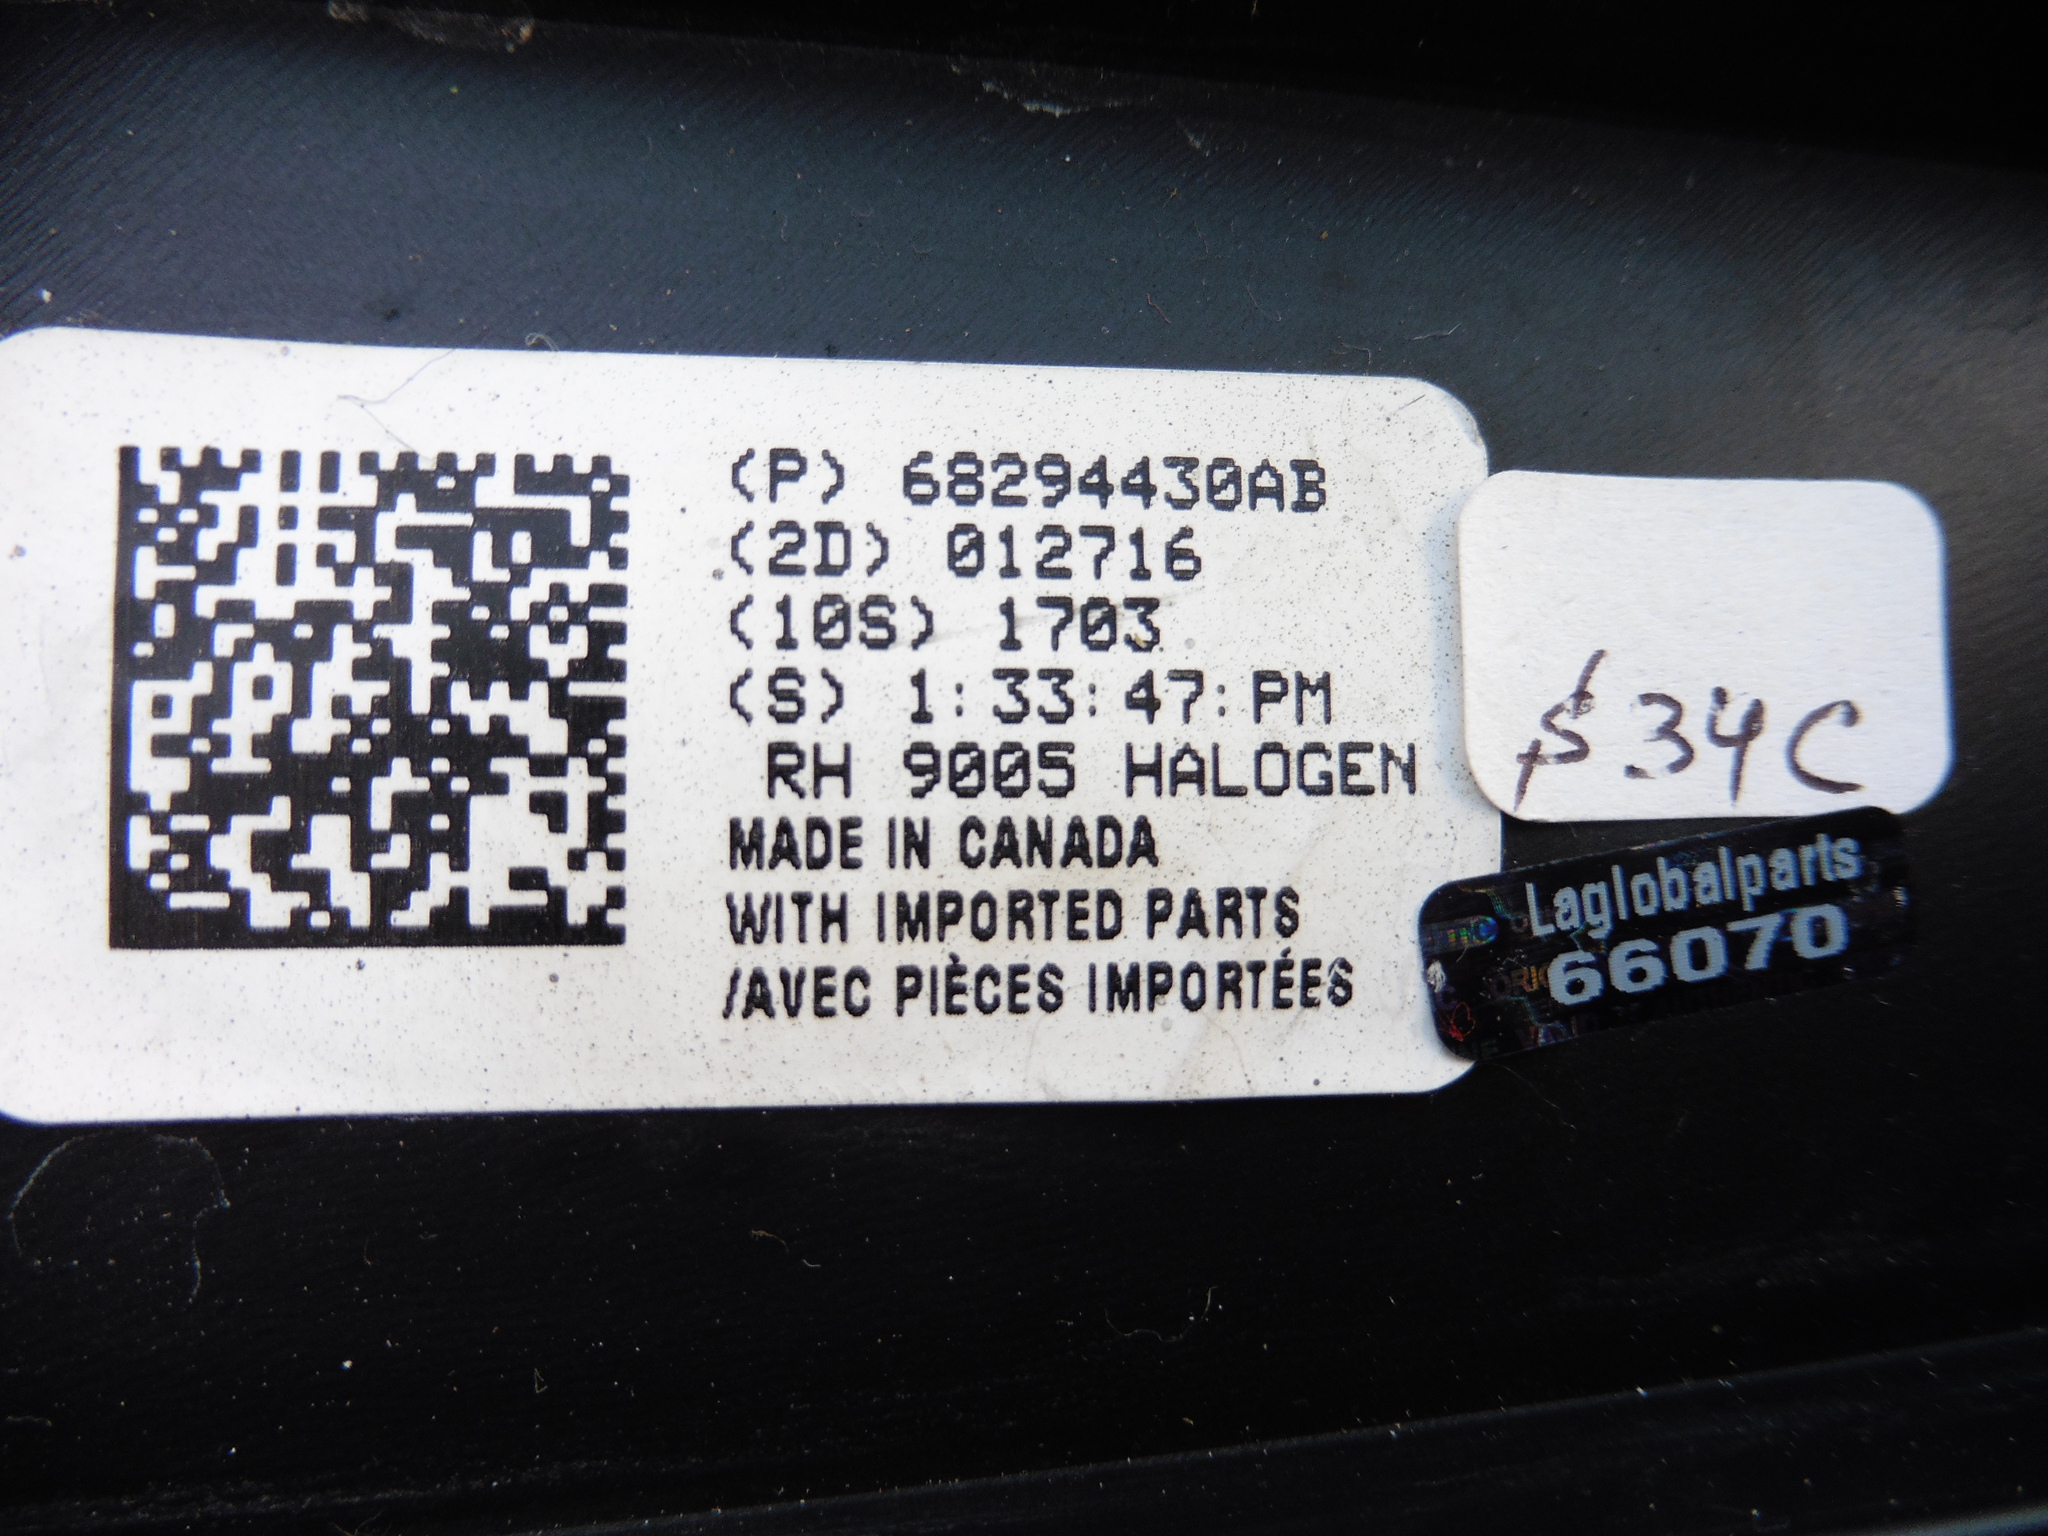 (P) 68294430AB
(2D) 012716
(10S) 1703
(S) 1:33:47:PM
RH 9005 HALOGEN
MADE IN CANADA
WITH IMPORTED PARTS
/AVEC PIÈCES IMPORTÉES
$34C
Laglobalparts
66070